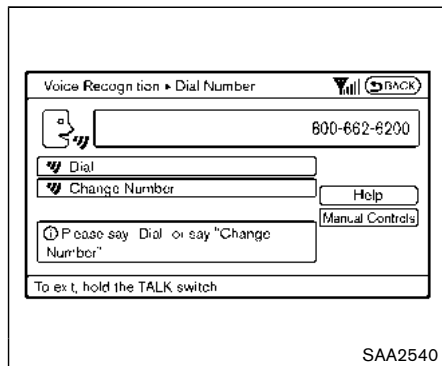 Voice Recognition ▸ Dial Number BACK
800-662-6200
Dial
Change Number
Help
Manual Controls
Please say Dial or say "Change
Number"
To exit, hold the TALK switch
SAA2540